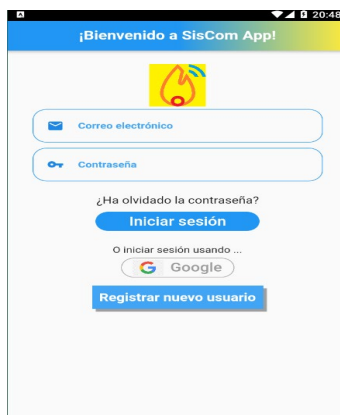 20:48
¡Bienvenido a SisCom App!
Correo electrónico
Contraseña
¿Ha olvidado la contraseña?
Iniciar sesión
O iniciar sesión usando ...
Google
Registrar nuevo usuario